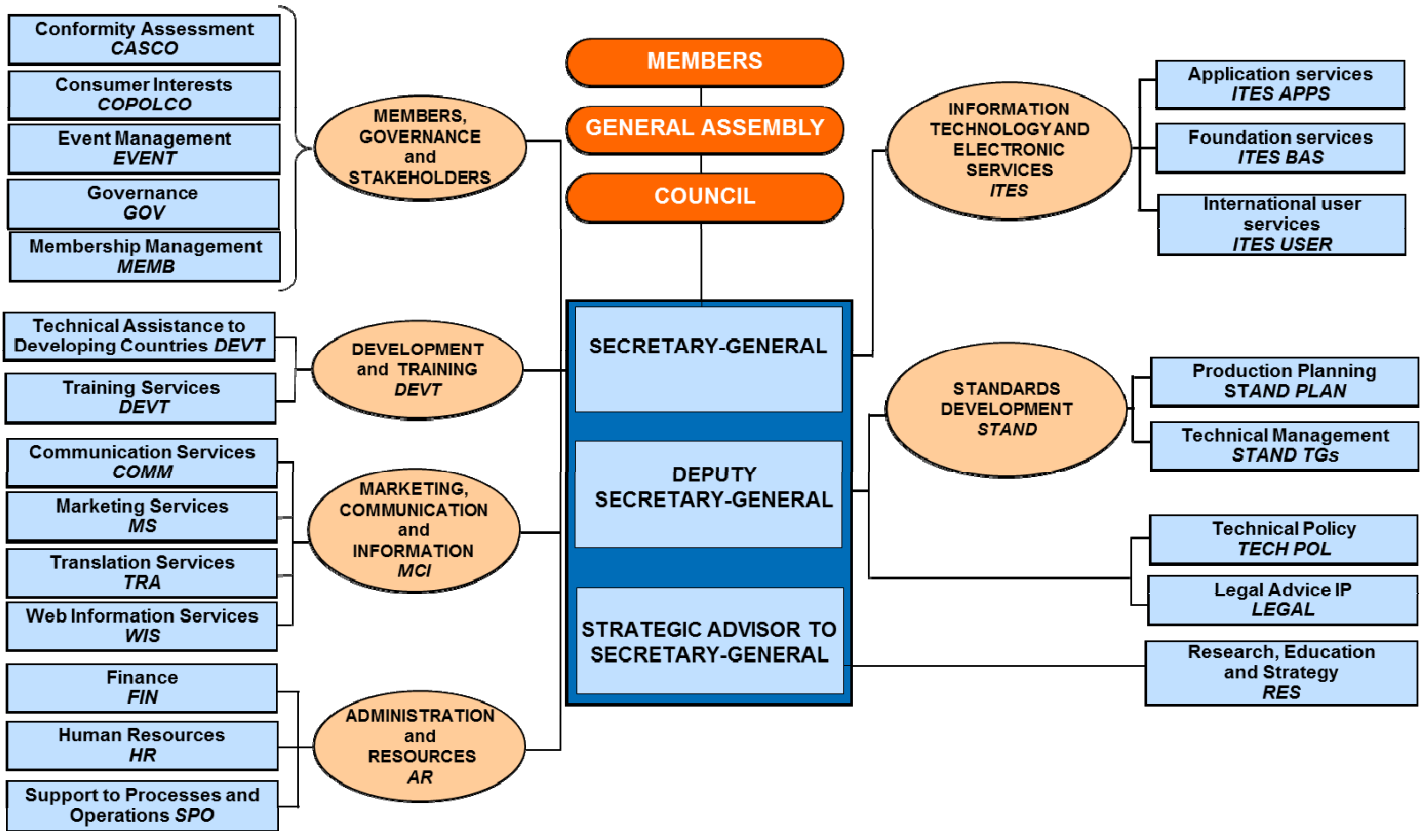 Conformity Assessment
CASCO
Consumer Interests
COPOLCO
Event Management
EVENT
Governance
GOV
Membership Management
MEMB
MEMBERS,
GOVERNANCE
and
STAKEHOLDERS
MEMBERS
GENERAL ASSEMBLY
COUNCIL
INFORMATION
TECHNOLOGY AND
ELECTRONIC
SERVICES
ITES
Application services
ITES APPS
Foundation services
ITES BAS
International user
services
ITES USER
Technical Assistance to
Developing Countries DEVT
Training Services
DEVT
DEVELOPMENT
and TRAINING
DEVT
SECRETARY-GENERAL
DEPUTY
SECRETARY-GENERAL
STRATEGIC ADVISOR TO
SECRETARY-GENERAL
STANDARDS
DEVELOPMENT
STAND
Production Planning
STAND PLAN
Technical Management
STAND TGs
Communication Services
COMM
Marketing Services
MS
Translation Services
TRA
Web Information Services
WIS
MARKETING,
COMMUNICATION
and
INFORMATION
MCI
Technical Policy
TECH POL
Legal Advice IP
LEGAL
Research, Education
and Strategy
RES
Finance
FIN
Human Resources
HR
Support to Processes and
Operations SPO
ADMINISTRATION
and
RESOURCES
AR